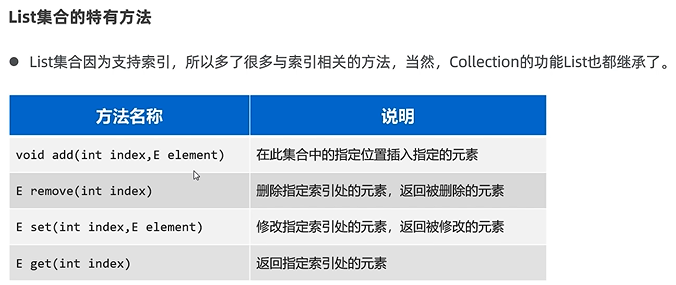 List集合的特有方法
● List集合因为支持索引，所以多了很多与索引相关的方法，当然，Collection的功能List也都继承了。
方法名称 说明
void add(int index,E element) 在此集合中的指定位置插入指定的元素
E remove(int index) 删除指定索引处的元素，返回被删除的元素
E set(int index,E element) 修改指定索引处的元素，返回被修改的元素
E get(int index) 返回指定索引处的元素